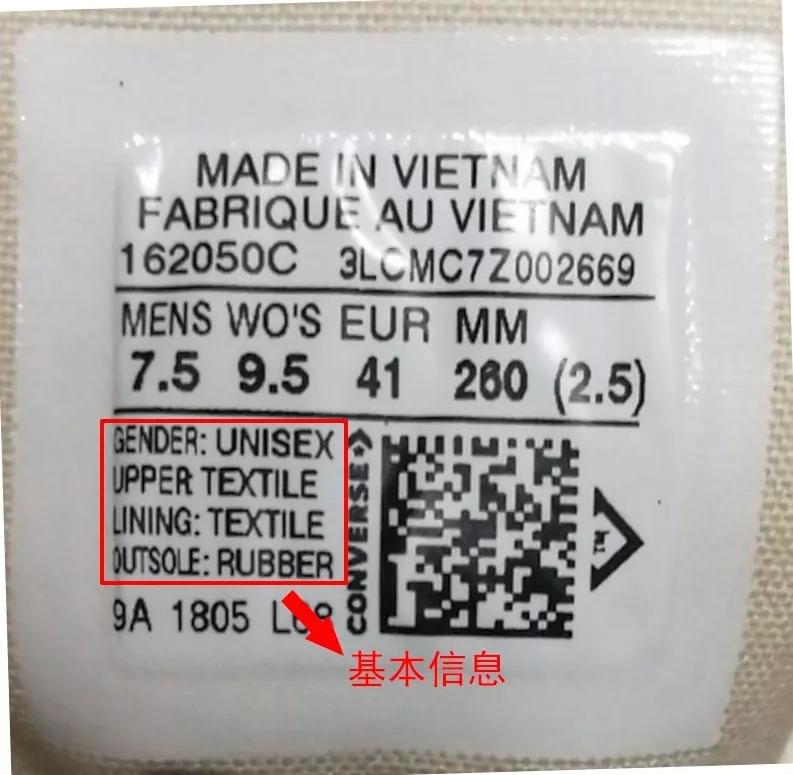 MADE IN VIETNAM
FABRIQUE AU VIETNAM
162050C 3LCMC7Z002669
MENS WO'S EUR MM
7.5 9.5 41 260 (2.5)
GENDER: UNISEX
UPPER TEXTILE
LINING: TEXTILE
OUTSOLE: RUBBER
CONVERSE
9A 1805 L68
基本信息